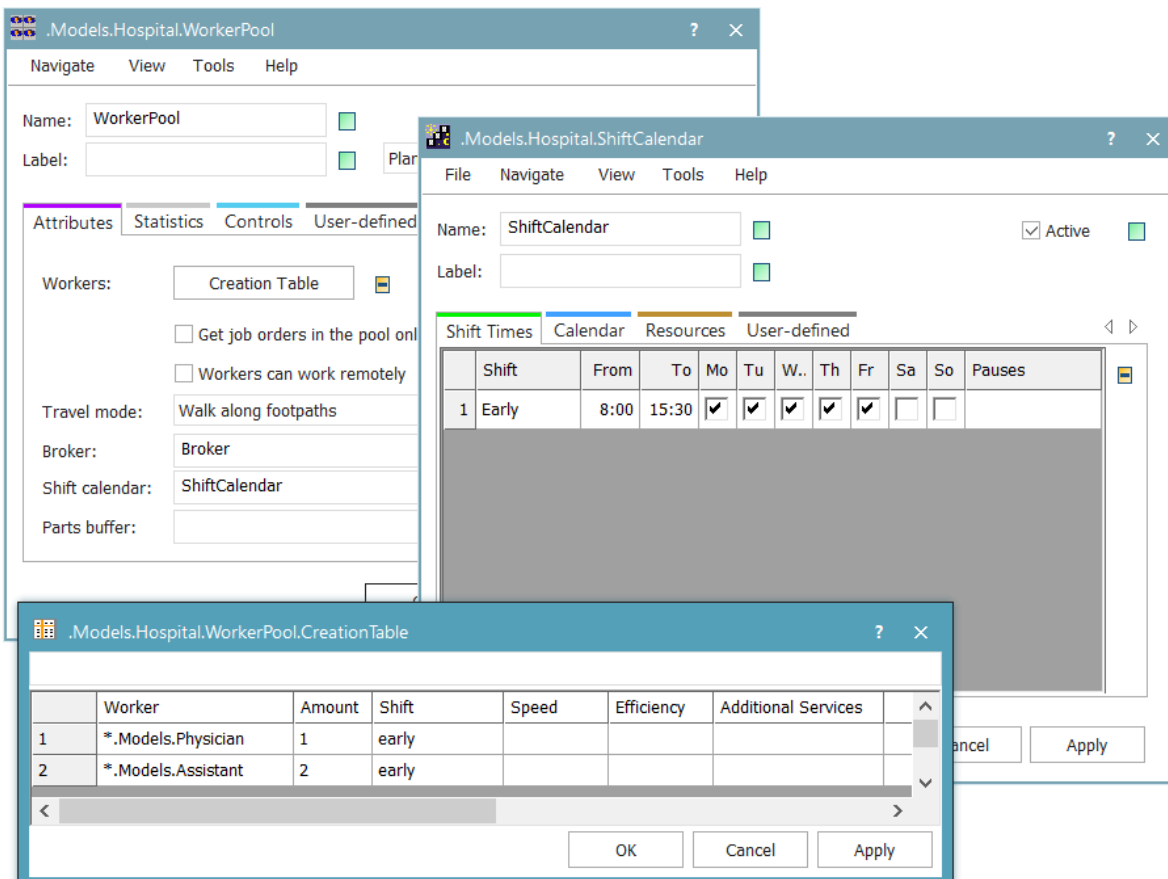 .Models.Hospital.WorkerPool ? ×
Navigate View Tools Help
Name: WorkerPool
Label:
Attributes Statistics Controls User-defined
Workers: Creation Table
Get job orders in the pool onl
Workers can work remotely
Travel mode: Walk along footpaths
Broker: Broker
Shift calendar: ShiftCalendar
Parts buffer:
.Models.Hospital.ShiftCalendar ? ×
File Navigate View Tools Help
Name: ShiftCalendar Active
Label:
Shift Times Calendar Resources User-defined
Shift From To Mo Tu W.. Th Fr Sa So Pauses
1 Early 8:00 15:30
Apply
.Models.Hospital.WorkerPool.CreationTable ? ×
Worker Amount Shift Speed Efficiency Additional Services
1 *.Models.Physician 1 early
2 *.Models.Assistant 2 early
OK Cancel Apply